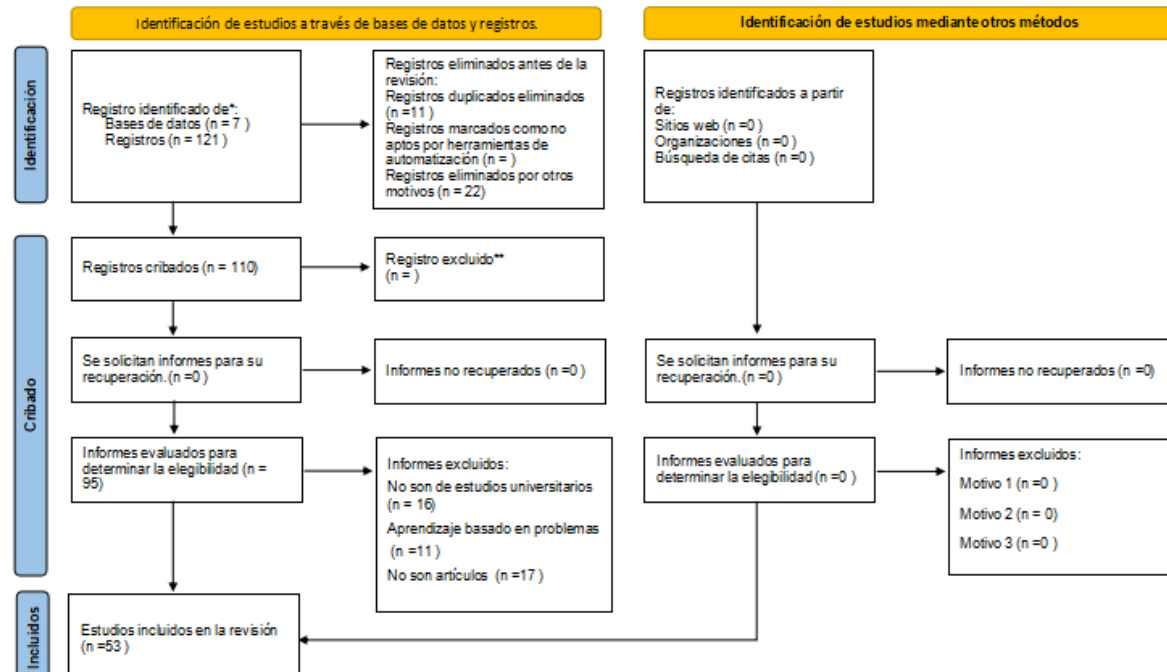 Identificación de estudios a través de bases de datos y registros.
Identificación de estudios mediante otros métodos
Identificación
Registro identificado de*:
Bases de datos (n = 7 )
Registros (n = 121 )
Registros eliminados antes de la
revisión:
Registros duplicados eliminados
(n =11 )
Registros marcados como no
aptos por herramientas de
automatización (n = )
Registros eliminados por otros
motivos (n = 22)
Registros identificados a partir
de:
Sitios web (n =0 )
Organizaciones (n =0 )
Búsqueda de citas (n =0 )
Cribado
Registros cribados (n = 110)
Registro excluido**
(n = )
Se solicitan informes para su
recuperación. (n =0 )
Informes no recuperados (n =0 )
Se solicitan informes para su
recuperación. (n =0 )
Informes no recuperados (n =0)
Informes evaluados para
determinar la elegibilidad (n =
95)
Informes excluidos:
No son de estudios universitarios
(n = 16)
Aprendizaje basado en problemas
(n =11 )
No son artículos (n =17 )
Informes evaluados para
determinar la elegibilidad (n =0 )
Informes excluidos:
Motivo 1 (n =0 )
Motivo 2 (n = 0)
Motivo 3 (n =0 )
Incluidos
Estudios incluidos en la revisión
(n =53 )